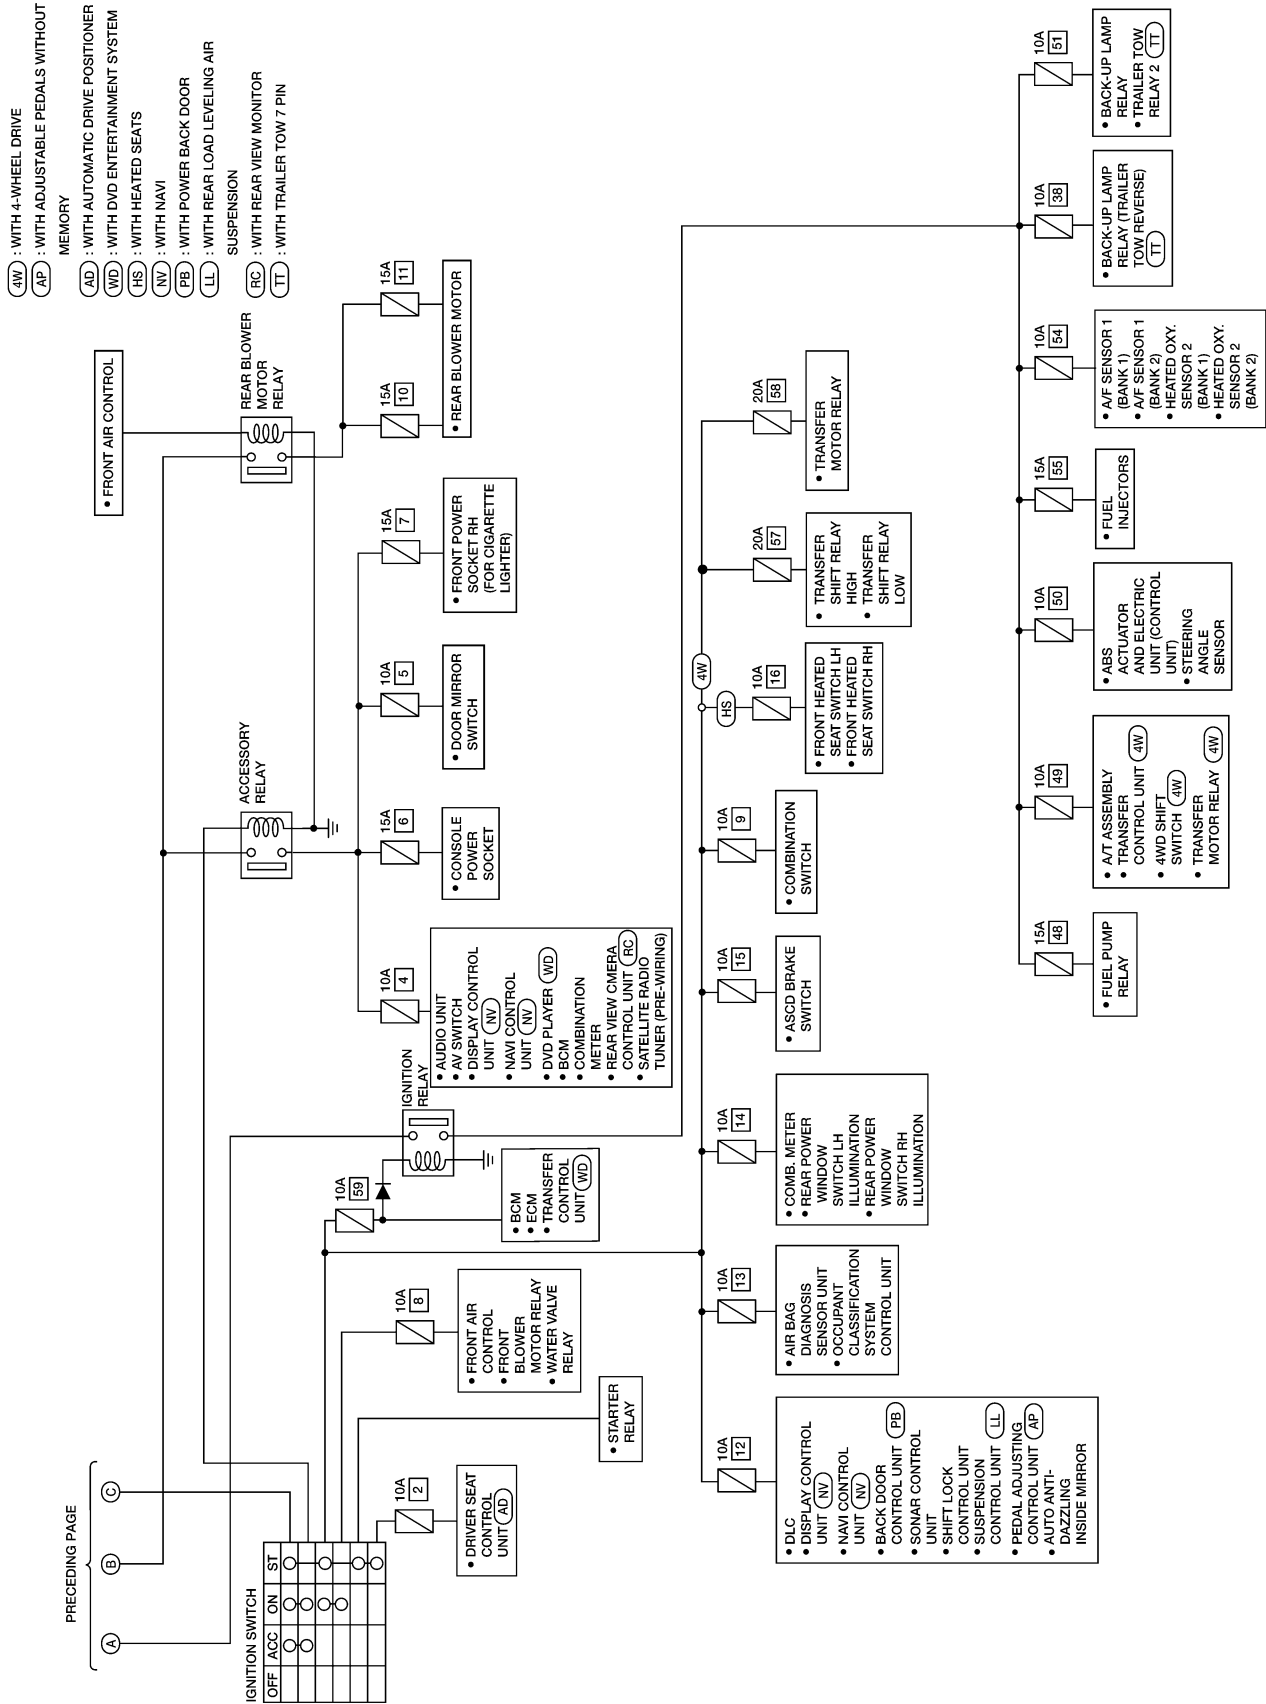 PRECEDING PAGE
A
B
C
IGNITION SWITCH
OFF
ACC
ON
ST
4W : WITH 4-WHEEL DRIVE
AP : WITH ADJUSTABLE PEDALS WITHOUT
MEMORY
AD : WITH AUTOMATIC DRIVE POSITIONER
WD : WITH DVD ENTERTAINMENT SYSTEM
HS : WITH HEATED SEATS
NV : WITH NAVI
PB : WITH POWER BACK DOOR
LL : WITH REAR LOAD LEVELING AIR
SUSPENSION
RC : WITH REAR VIEW MONITOR
TT : WITH TRAILER TOW 7 PIN
• FRONT AIR CONTROL
ACCESSORY
RELAY
REAR BLOWER
MOTOR
RELAY
IGNITION
RELAY
10A
2
• DRIVER SEAT
CONTROL
UNIT AD
• STARTER
RELAY
10A
8
• FRONT AIR
CONTROL
• FRONT
BLOWER
MOTOR RELAY
• WATER VALVE
RELAY
10A
59
• BCM
• ECM
• TRANSFER
CONTROL
UNIT WD
10A
4
• AUDIO UNIT
• AV SWITCH
• DISPLAY CONTROL
UNIT NV
• NAVI CONTROL
UNIT NV
• DVD PLAYER WD
• BCM
• COMBINATION
METER
• REAR VIEW CMERA
CONTROL UNIT RC
• SATELLITE RADIO
TUNER (PRE-WIRING)
15A
6
• CONSOLE
POWER
SOCKET
10A
5
• DOOR MIRROR
SWITCH
15A
7
• FRONT POWER
SOCKET RH
(FOR CIGARETTE
LIGHTER)
15A
10
15A
11
• REAR BLOWER MOTOR
10A
12
• DLC
• DISPLAY CONTROL
UNIT NV
• NAVI CONTROL
UNIT NV
• BACK DOOR
CONTROL UNIT PB
• SONAR CONTROL
UNIT
• SHIFT LOCK
CONTROL UNIT
• SUSPENSION
CONTROL UNIT LL
• PEDAL ADJUSTING
CONTROL UNIT AP
• AUTO ANTI-
DAZZLING
INSIDE MIRROR
10A
13
• AIR BAG
DIAGNOSIS
SENSOR UNIT
• OCCUPANT
CLASSIFICATION
SYSTEM
CONTROL UNIT
10A
14
• COMB. METER
• REAR POWER
WINDOW
SWITCH LH
ILLUMINATION
• REAR POWER
WINDOW
SWITCH RH
ILLUMINATION
10A
15
• ASCD BRAKE
SWITCH
10A
9
• COMBINATION
SWITCH
HS
4W
10A
16
• FRONT HEATED
SEAT SWITCH LH
• FRONT HEATED
SEAT SWITCH RH
20A
57
• TRANSFER
SHIFT RELAY
HIGH
• TRANSFER
SHIFT RELAY
LOW
20A
58
• TRANSFER
MOTOR RELAY
15A
48
• FUEL PUMP
RELAY
10A
49
• A/T ASSEMBLY
• TRANSFER
CONTROL UNIT 4W
• 4WD SHIFT
SWITCH 4W
• TRANSFER
MOTOR RELAY 4W
10A
50
• ABS
ACTUATOR
AND ELECTRIC
UNIT (CONTROL
UNIT)
• STEERING
ANGLE
SENSOR
15A
55
• FUEL
INJECTORS
10A
54
• A/F SENSOR 1
(BANK 1)
• A/F SENSOR 1
(BANK 2)
• HEATED OXY.
SENSOR 2
(BANK 1)
• HEATED OXY.
SENSOR 2
(BANK 2)
10A
38
• BACK-UP LAMP
RELAY (TRAILER
TOW REVERSE)
TT
10A
51
• BACK-UP LAMP
RELAY
• TRAILER TOW
RELAY 2 TT